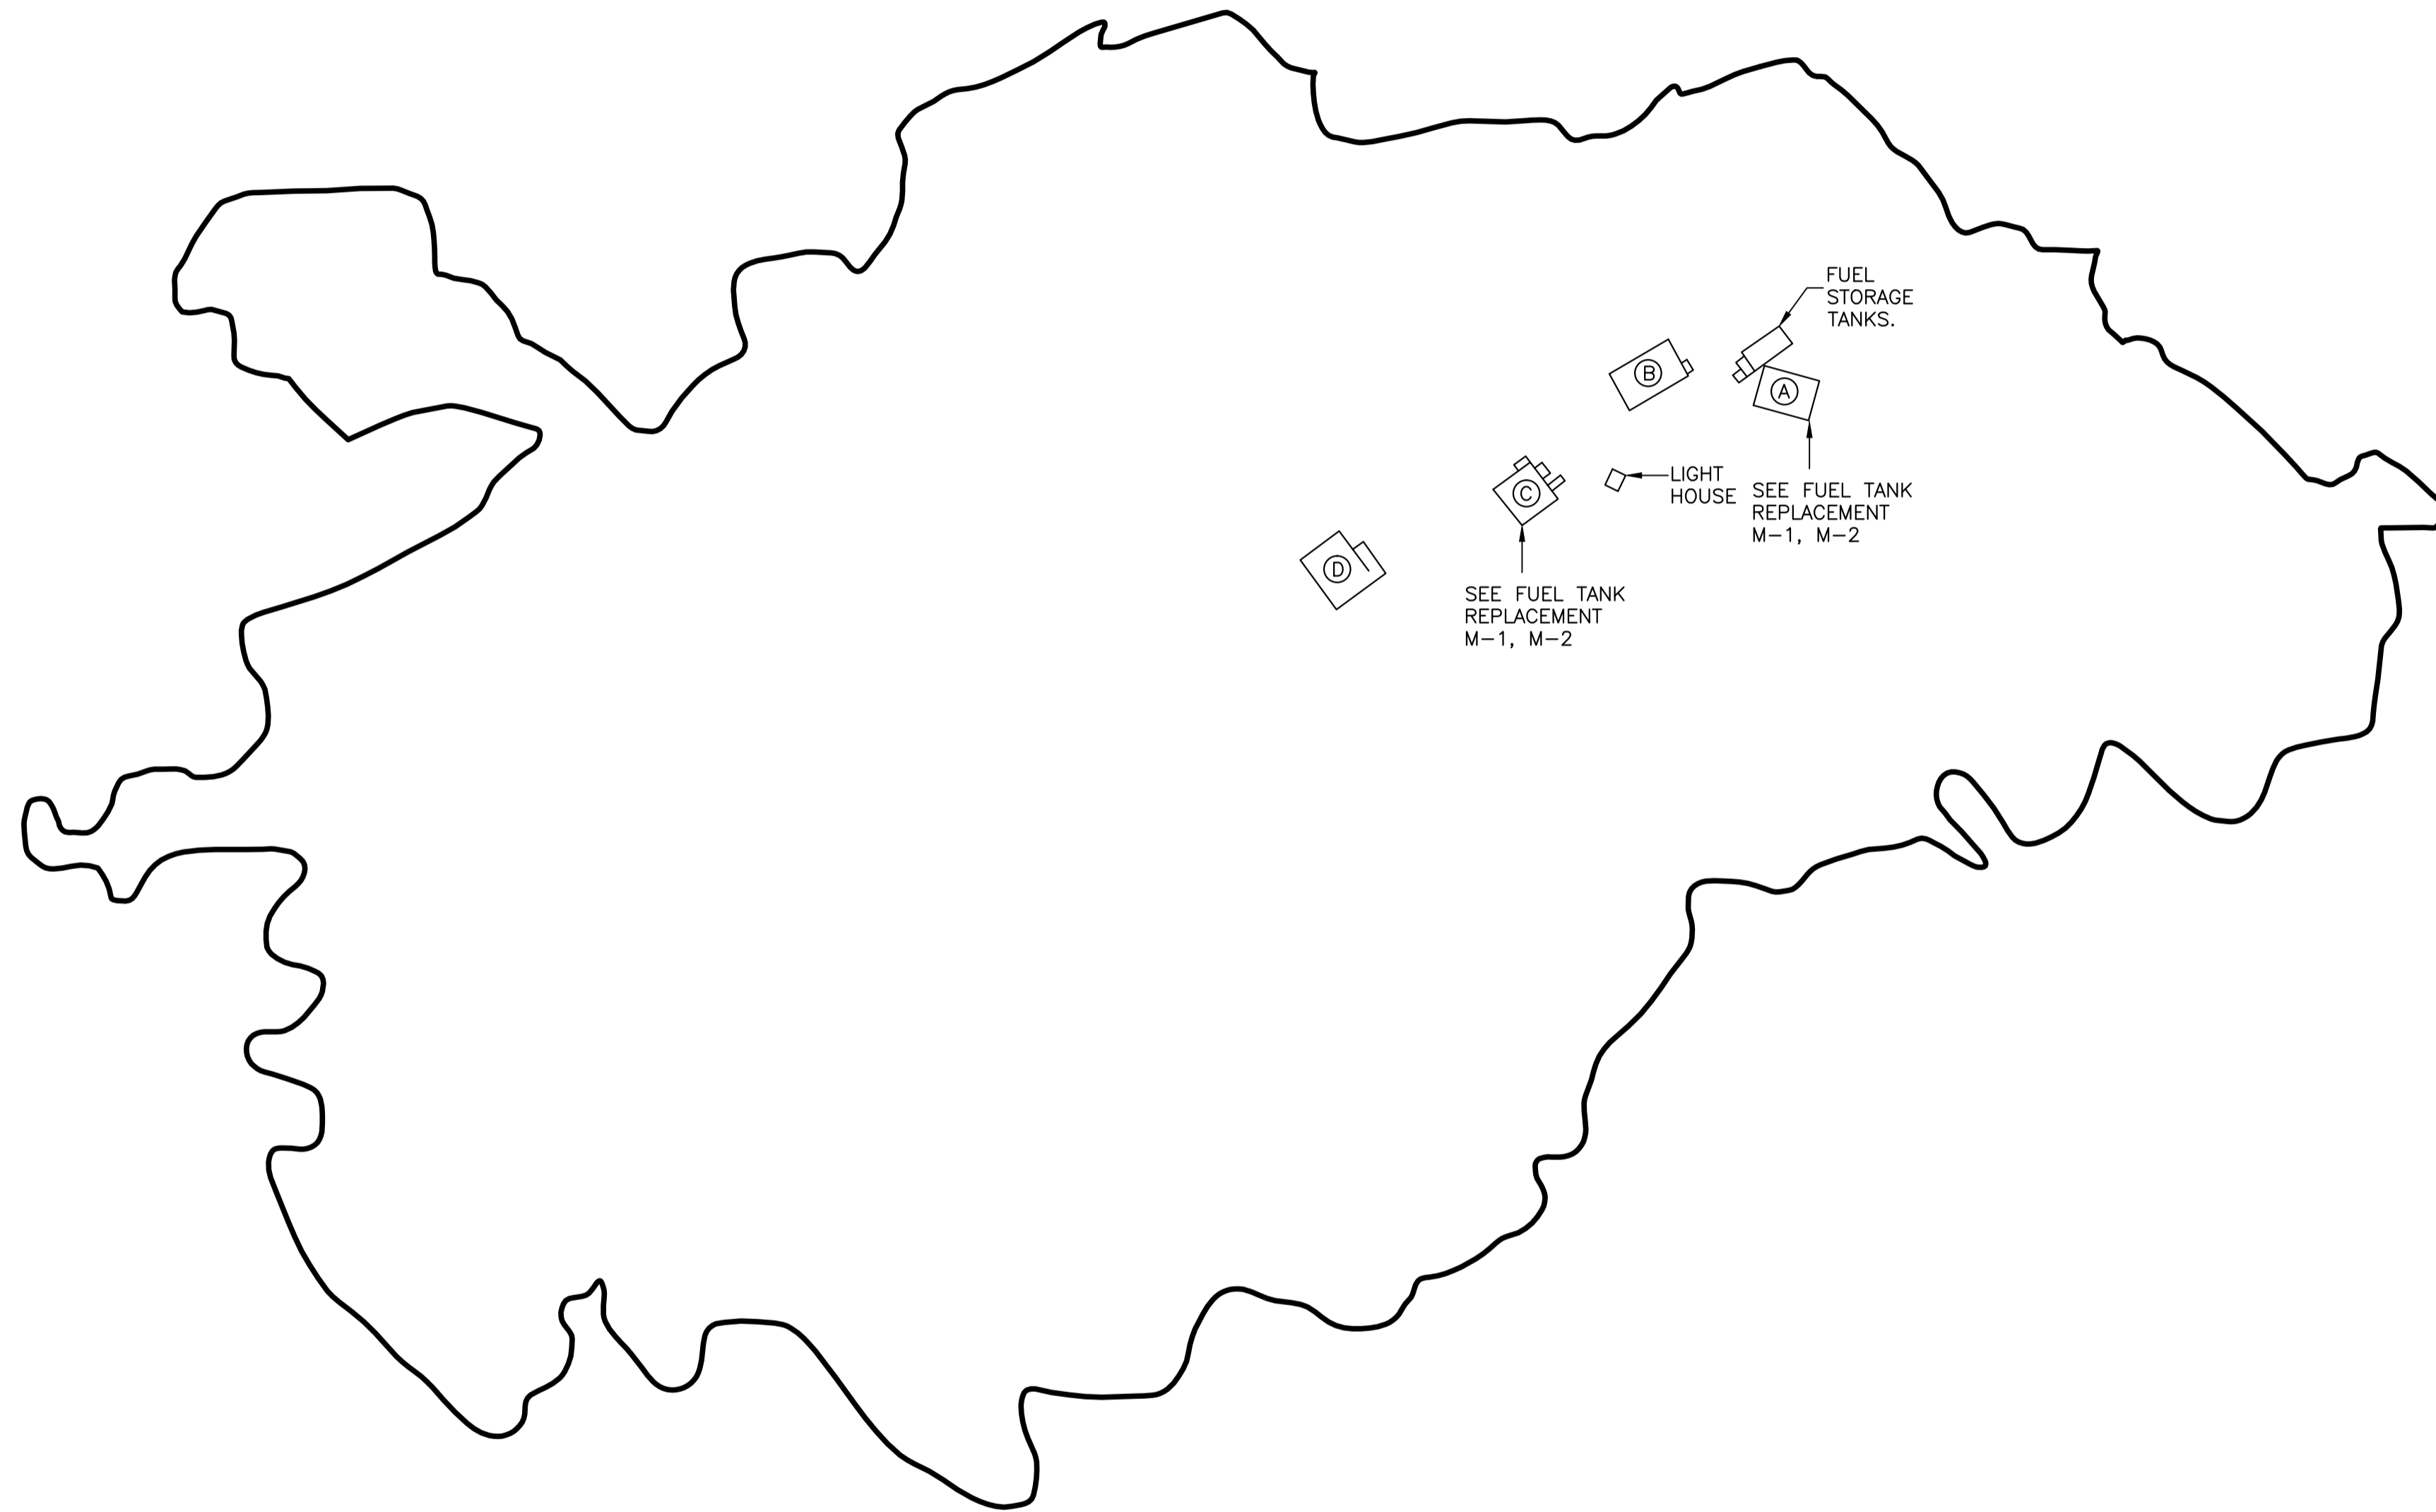 FUEL
STORAGE
TANKS.
B
A
LIGHT
HOUSE
SEE FUEL TANK
REPLACEMENT
M-1, M-2
C
D
SEE FUEL TANK
REPLACEMENT
M-1, M-2